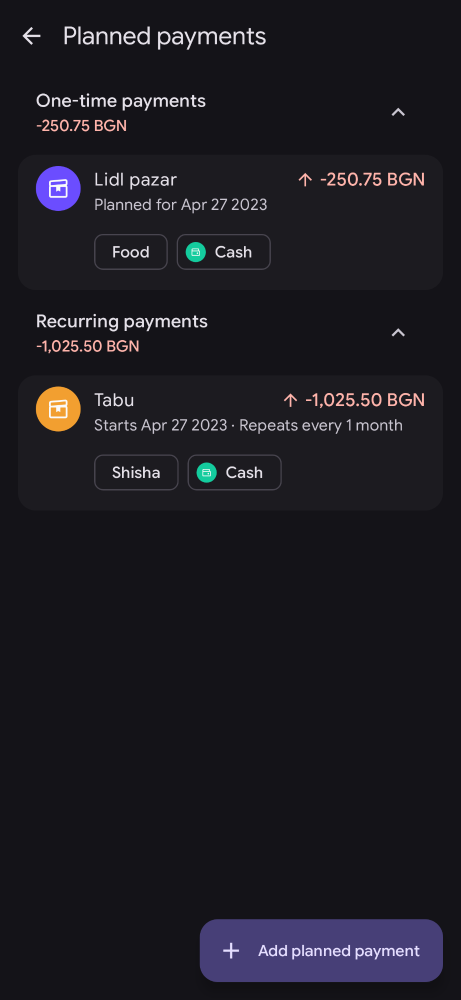 Planned payments
One-time payments
-250.75 BGN
Lidl pazar
-250.75 BGN
Planned for Apr 27 2023
Food
Cash
Recurring payments
-1,025.50 BGN
Tabu
-1,025.50 BGN
Starts Apr 27 2023 · Repeats every 1 month
Shisha
Cash
Add planned payment